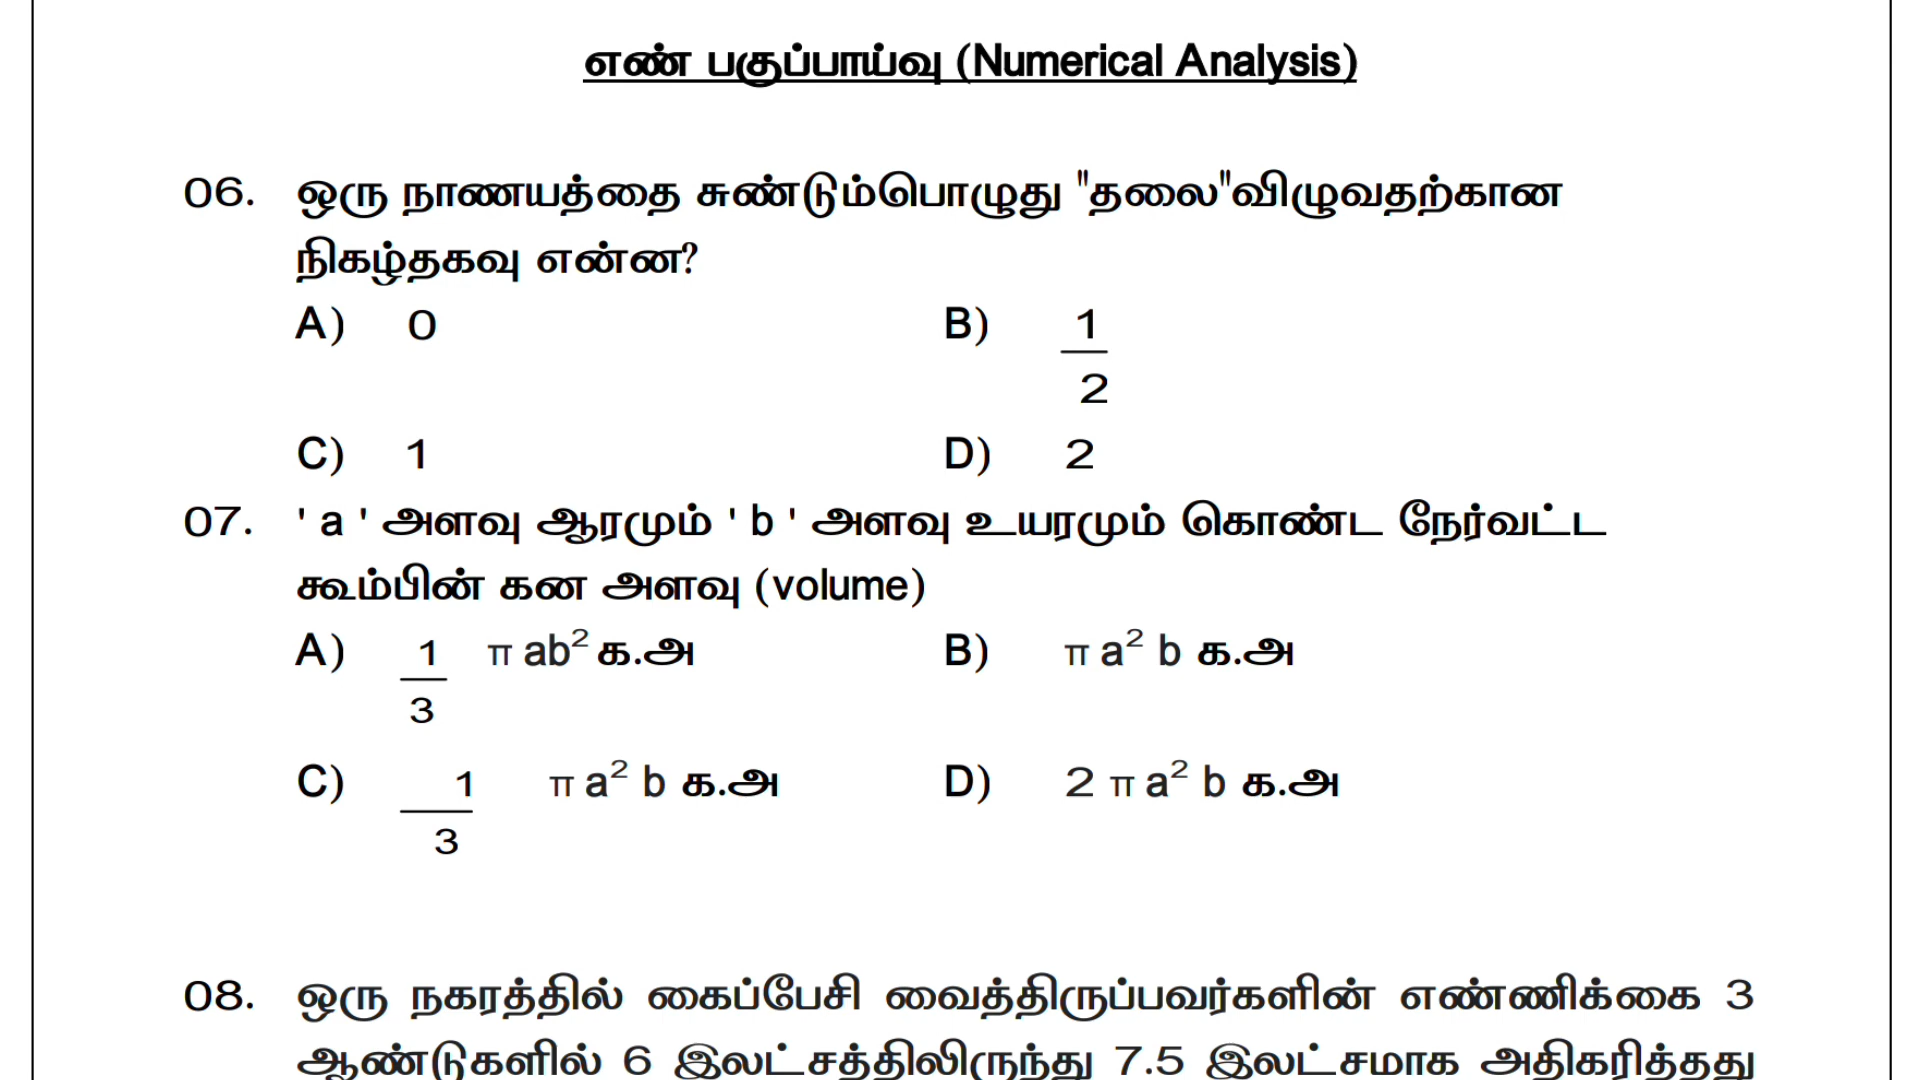 எண் பகுப்பாய்வு (Numerical Analysis)
06. ஒரு நாணயத்தை சுண்டும்பொழுது "தலை"விழுவதற்கான
நிகழ்தகவு என்ன?
A) 0 B) 1/2
C) 1 D) 2
07. ' a ' அளவு ஆரமும் ' b ' அளவு உயரமும் கொண்ட நேர்வட்ட
கூம்பின் கன அளவு (volume)
A) 1/3 π ab² க.அ B) π a² b க.அ
C) 1/3 π a² b க.அ D) 2 π a² b க.அ
08. ஒரு நகரத்தில் கைப்பேசி வைத்திருப்பவர்களின் எண்ணிக்கை 3
ஆண்டுகளில் 6 இலட்சத்திலிருந்து 7.5 இலட்சமாக அதிகரித்தது